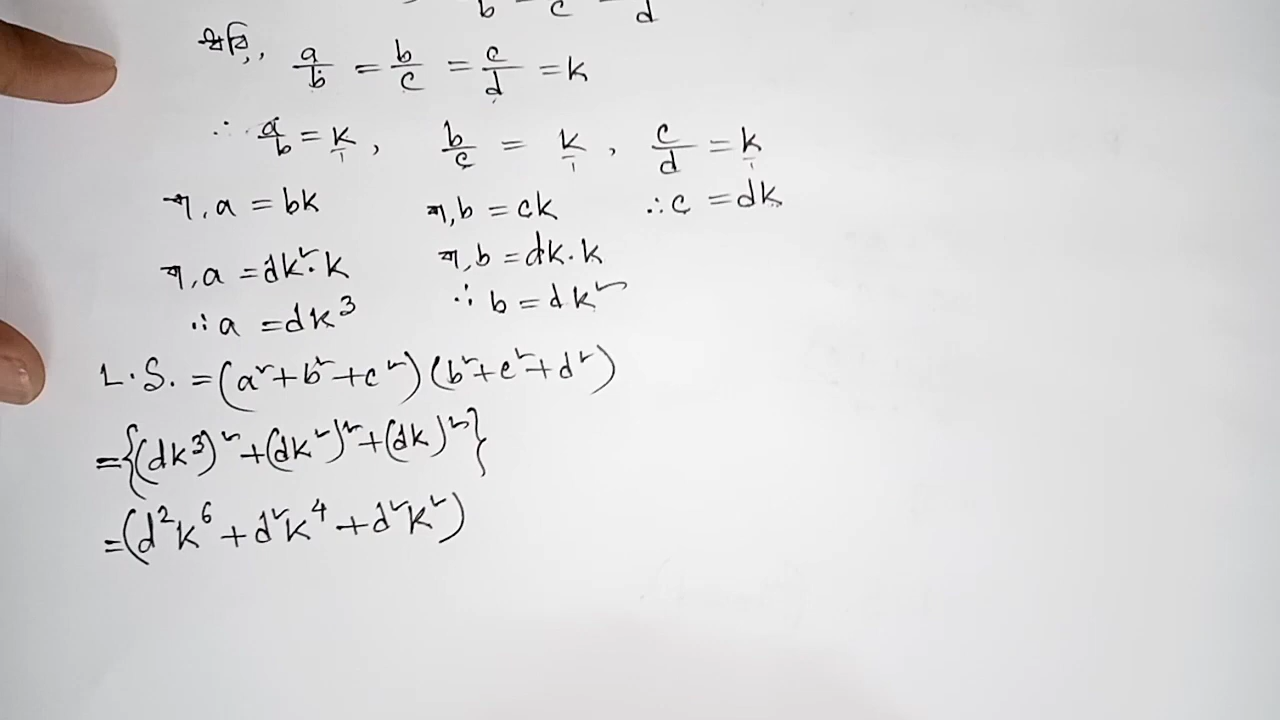 b c d
ধরি, a/b = b/c = c/d = k
∴ a/b = k/1 , b/c = k/1 , c/d = k/1
বা, a = bk বা, b = ck ∴ c = dk
বা, a = dk². k বা, b = dk. k
∴ a = dk³ ∴ b = dk²
L.S. = (a² + b² + c²) (b² + c² + d²)
= {(dk³)² + (dk²)² + (dk)²}
= (d²k⁶ + d²k⁴ + d²k²)